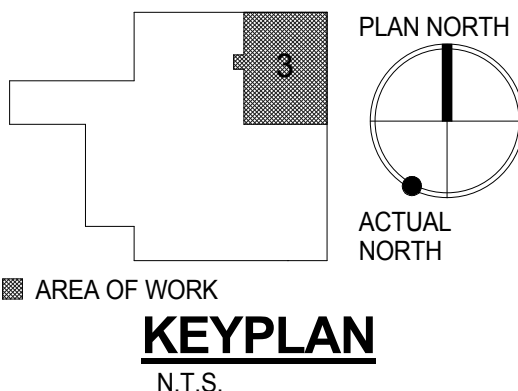 PLAN NORTH
3
ACTUAL
NORTH
AREA OF WORK
KEYPLAN
N.T.S.